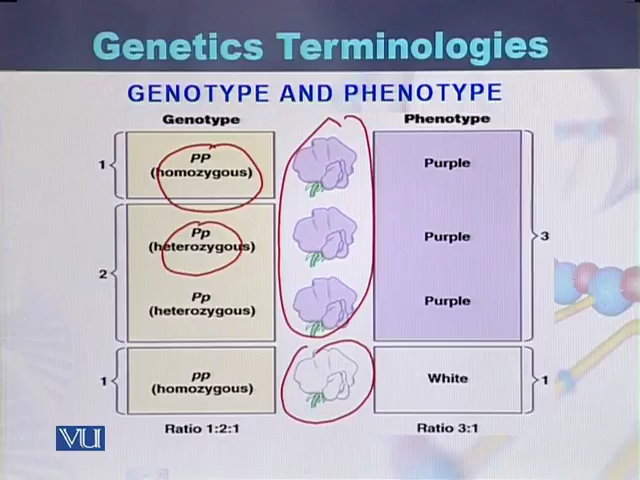 Genetics Terminologies
GENOTYPE AND PHENOTYPE
Genotype
Phenotype
1
PP
(homozygous)
Purple
2
Pp
(heterozygous)
Purple
3
Pp
(heterozygous)
Purple
1
pp
(homozygous)
White
1
Ratio 1:2:1
Ratio 3:1
VU